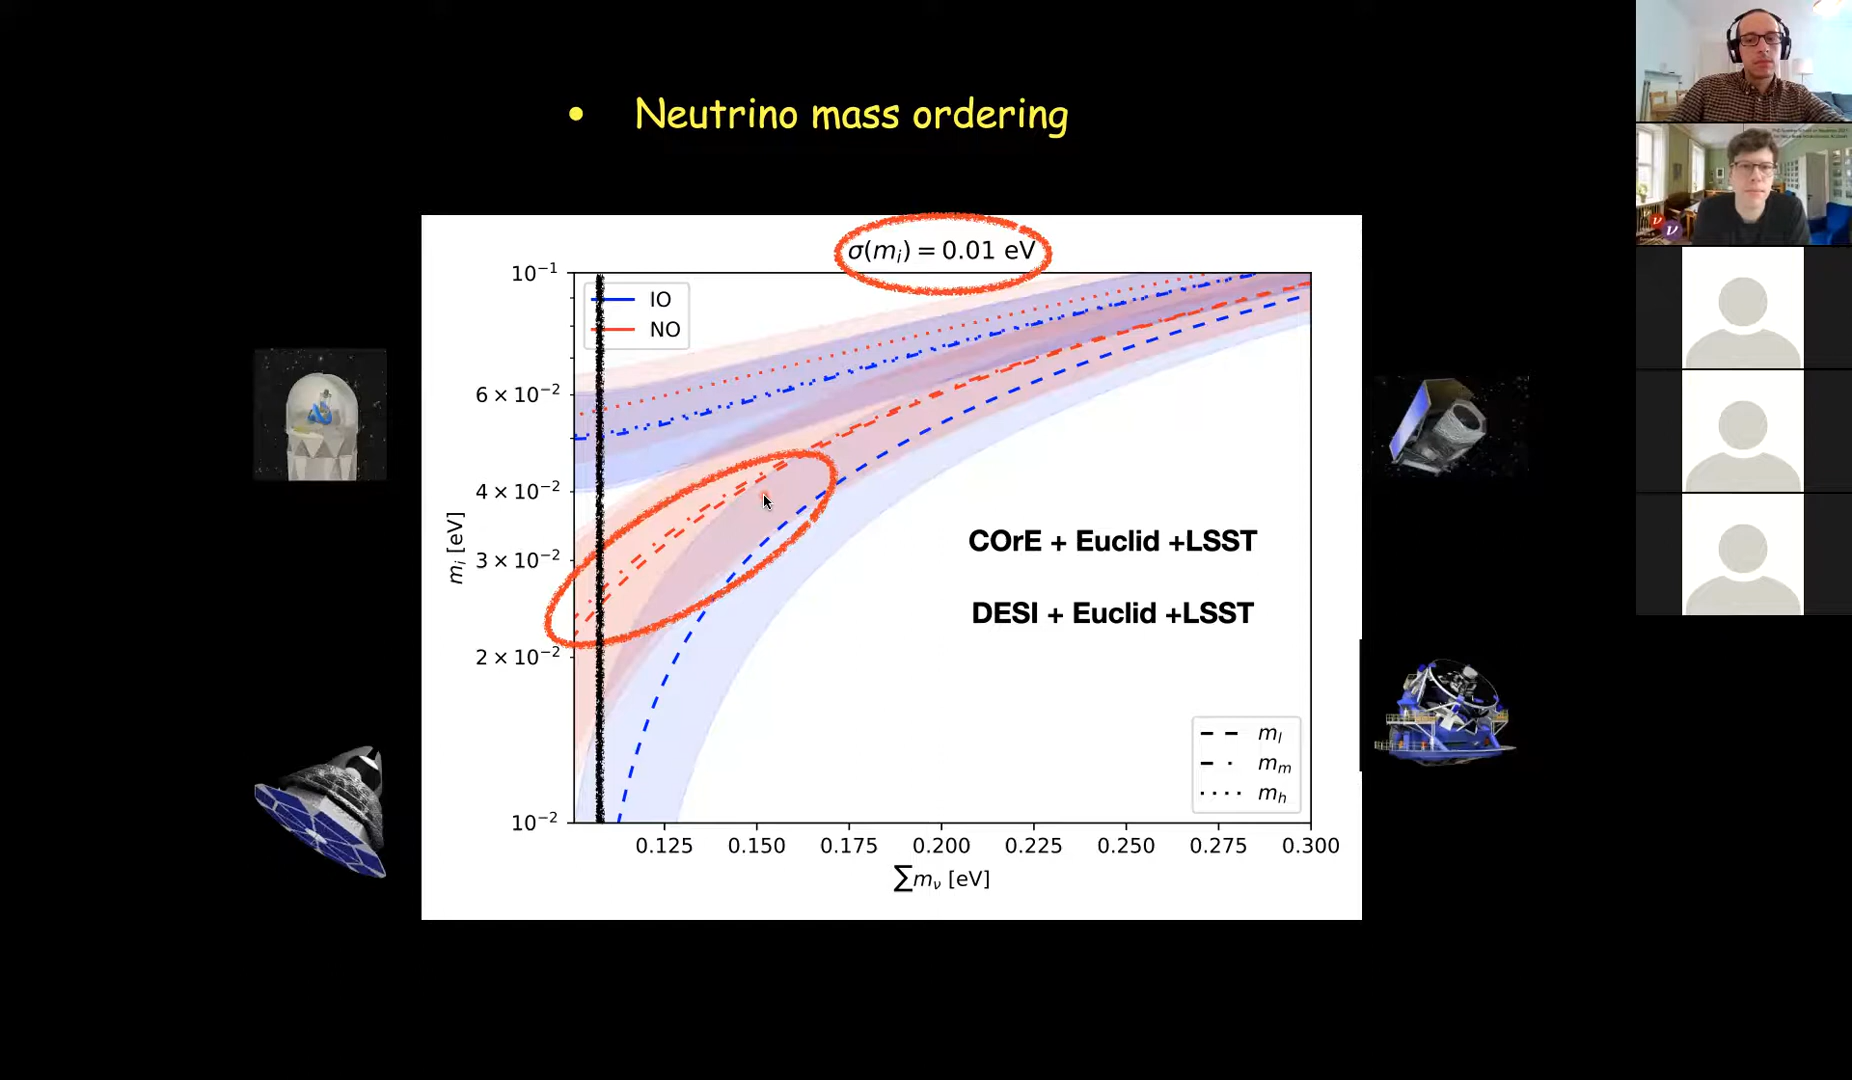 • Neutrino mass ordering
σ(mᵢ) = 0.01 eV
IO
NO
10⁻¹
6 × 10⁻²
4 × 10⁻²
3 × 10⁻²
2 × 10⁻²
10⁻²
mᵢ [eV]
COrE + Euclid +LSST
DESI + Euclid +LSST
mₗ
mₘ
mₕ
0.125 0.150 0.175 0.200 0.225 0.250 0.275 0.300
∑mᵥ [eV]
ν
ν